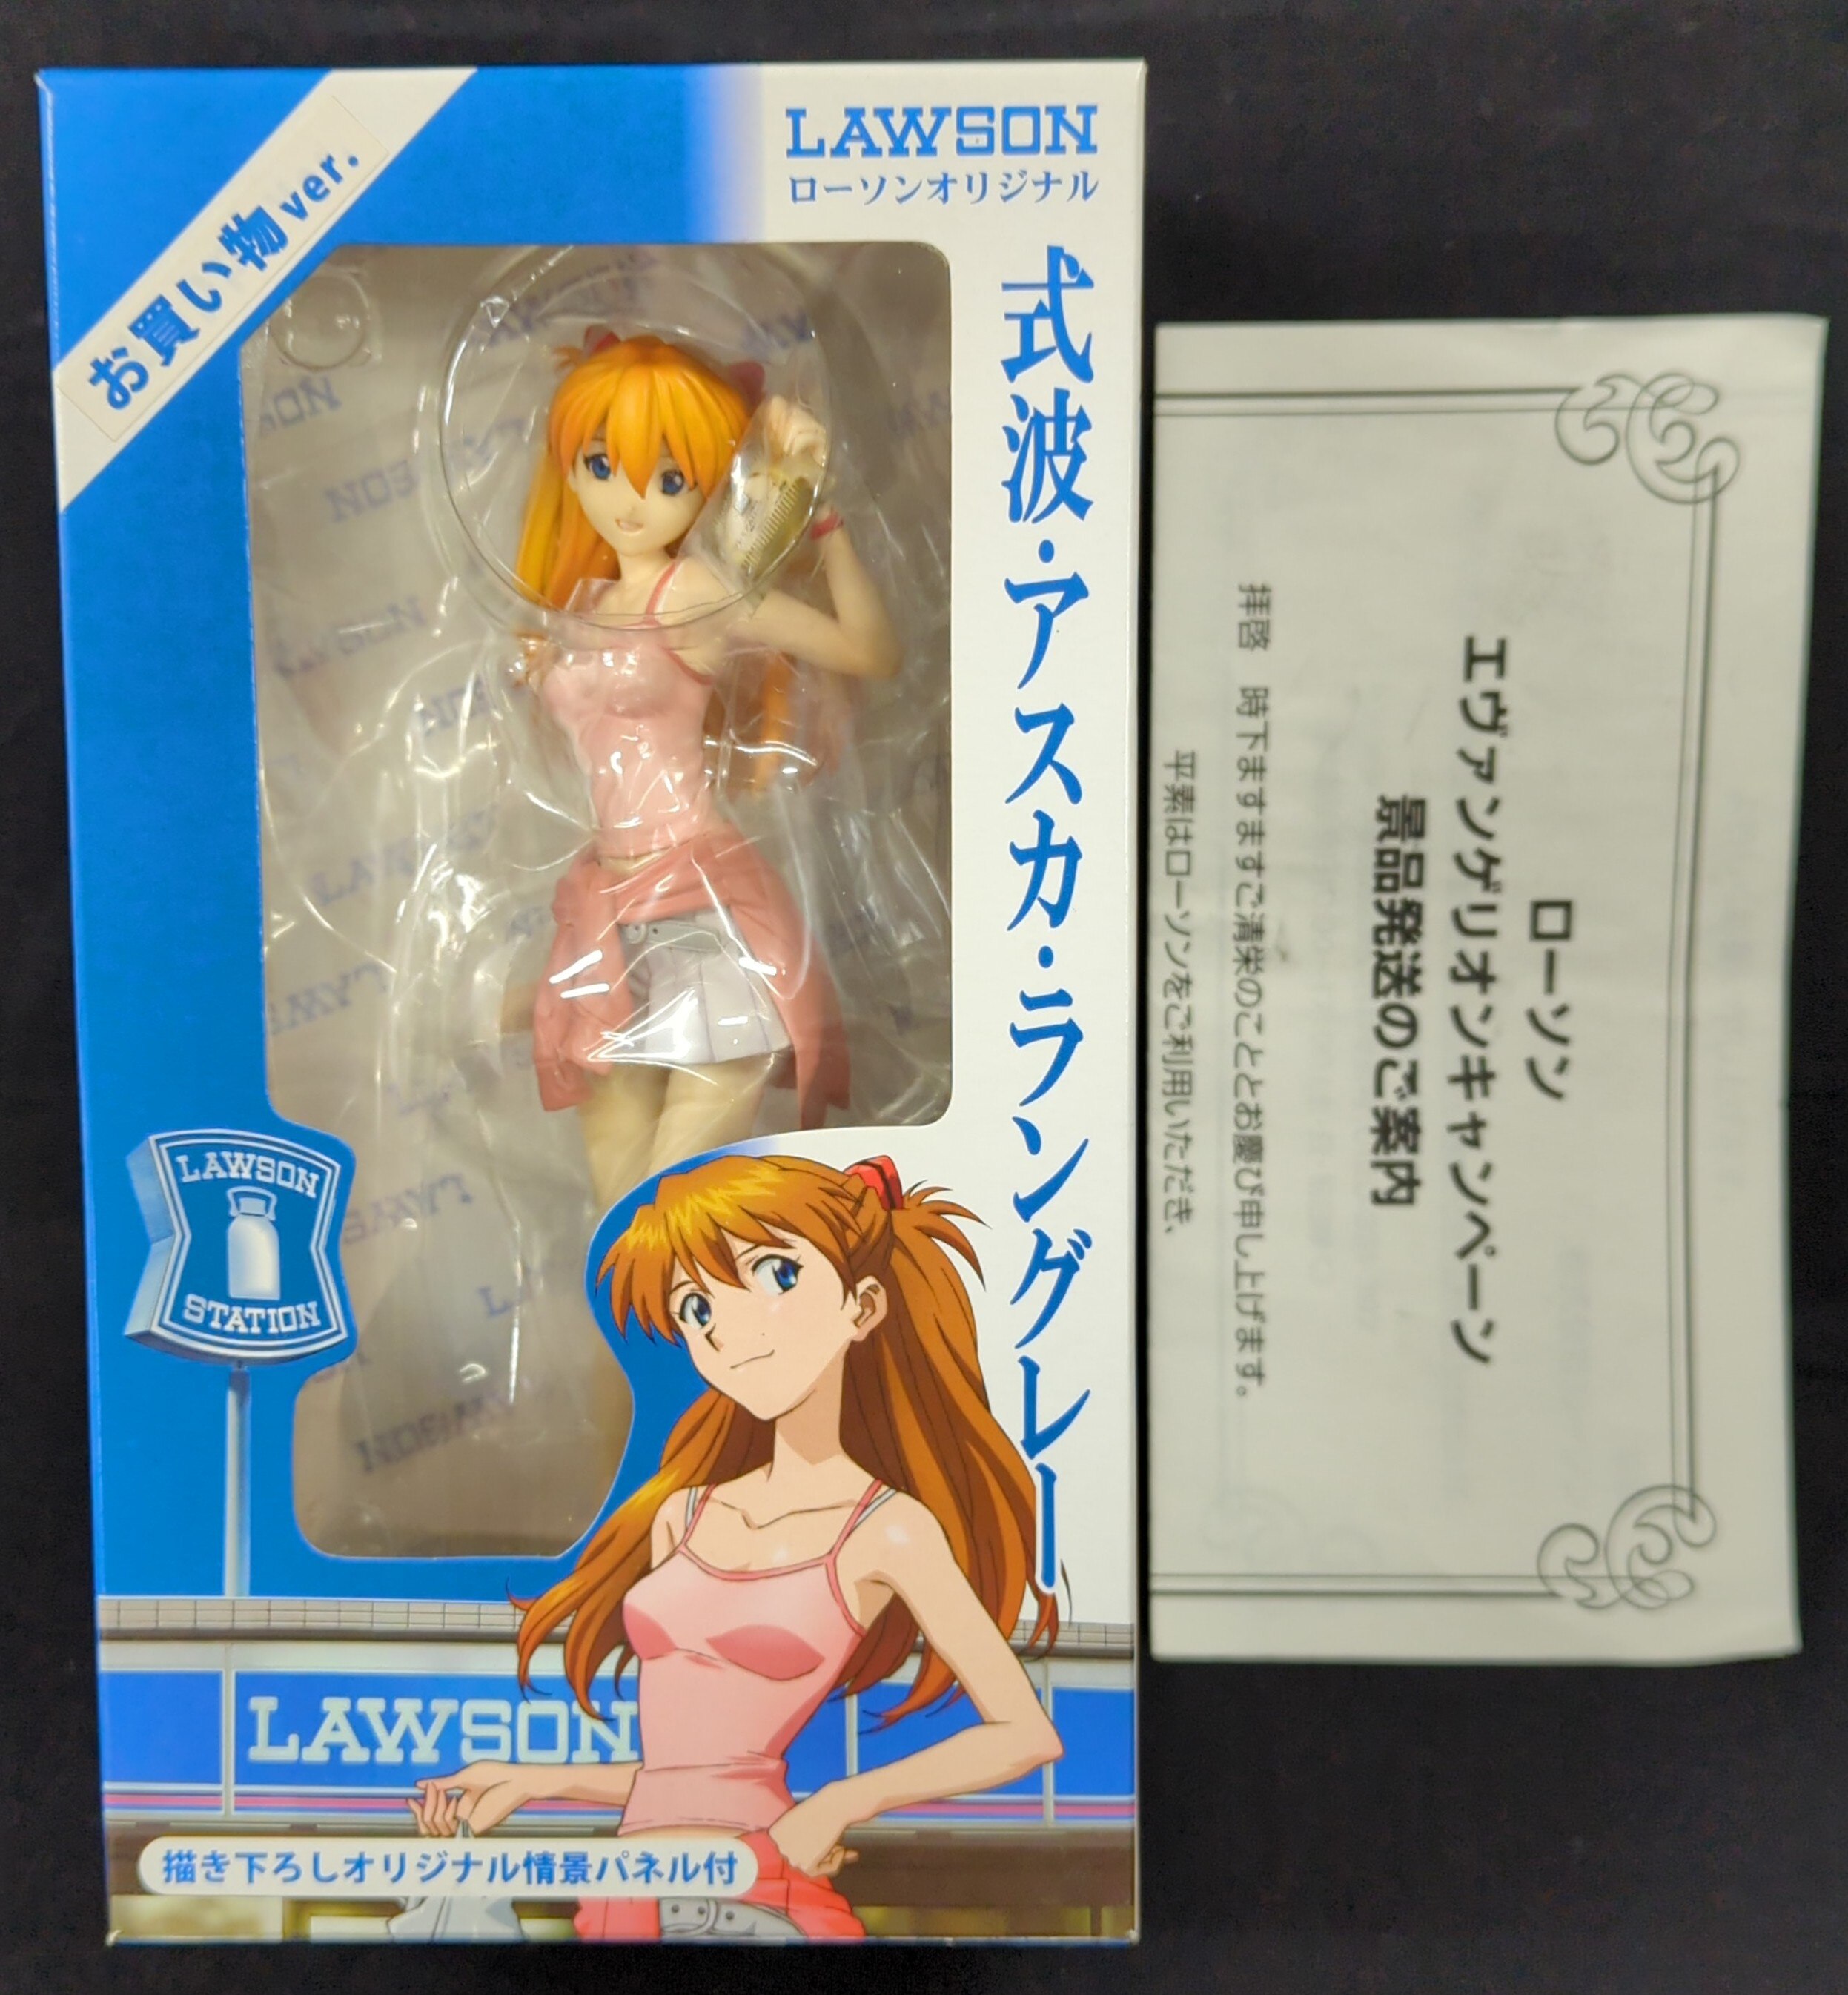 お買い物ver.
LAWSON
ローソンオリジナル
式波・アスカ・ラングレー
LAWSON
STATION
LAWSON
描き下ろしオリジナル情景パネル付
ローソン
エヴァンゲリオンキャンペーン
景品発送のご案内
拝啓　時下ますますご清栄のこととお慶び申し上げます。
平素はローソンをご利用いただき、